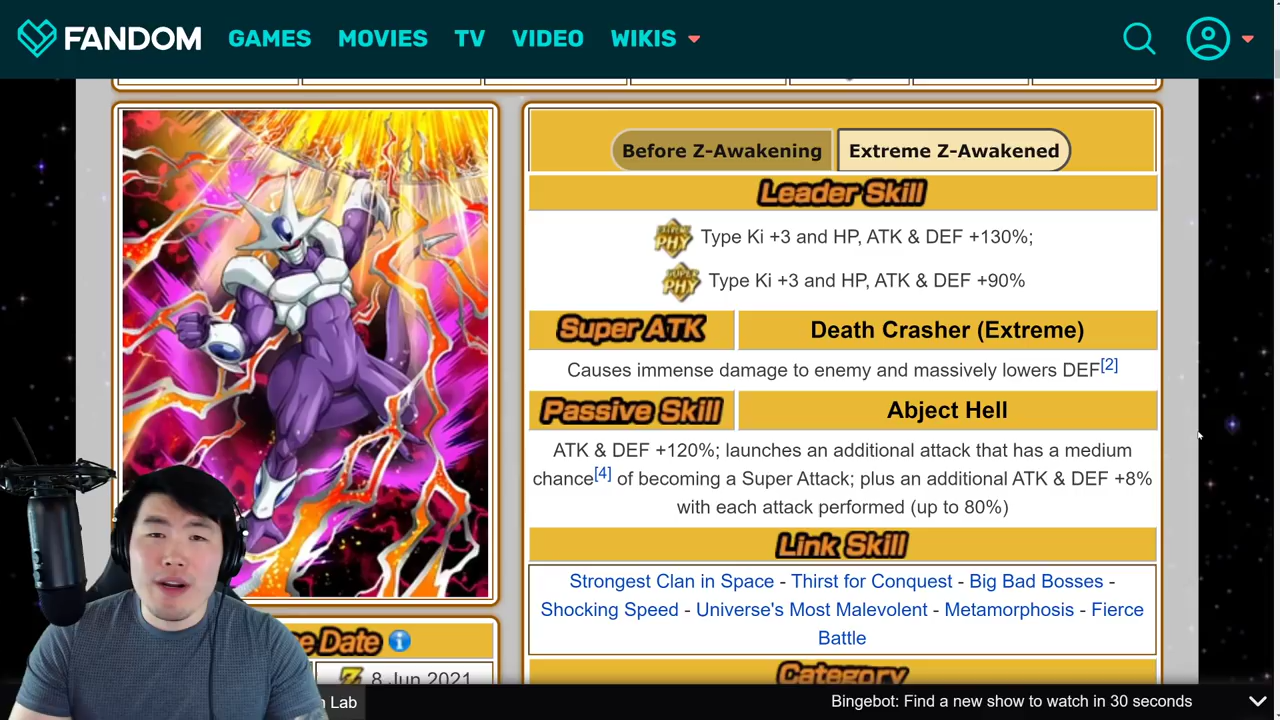 FANDOM GAMES MOVIES TV VIDEO WIKIS
Before Z-Awakening Extreme Z-Awakened
Leader Skill
EXTREME PHY Type Ki +3 and HP, ATK & DEF +130%;
SUPER PHY Type Ki +3 and HP, ATK & DEF +90%
Super ATK Death Crasher (Extreme)
Causes immense damage to enemy and massively lowers DEF[2]
Passive Skill Abject Hell
ATK & DEF +120%; launches an additional attack that has a medium
chance[4] of becoming a Super Attack; plus an additional ATK & DEF +8%
with each attack performed (up to 80%)
Link Skill
Strongest Clan in Space - Thirst for Conquest - Big Bad Bosses -
Shocking Speed - Universe's Most Malevolent - Metamorphosis - Fierce
Battle
Date
Category
Z 8 Jun 2021
Lab
Bingebot: Find a new show to watch in 30 seconds